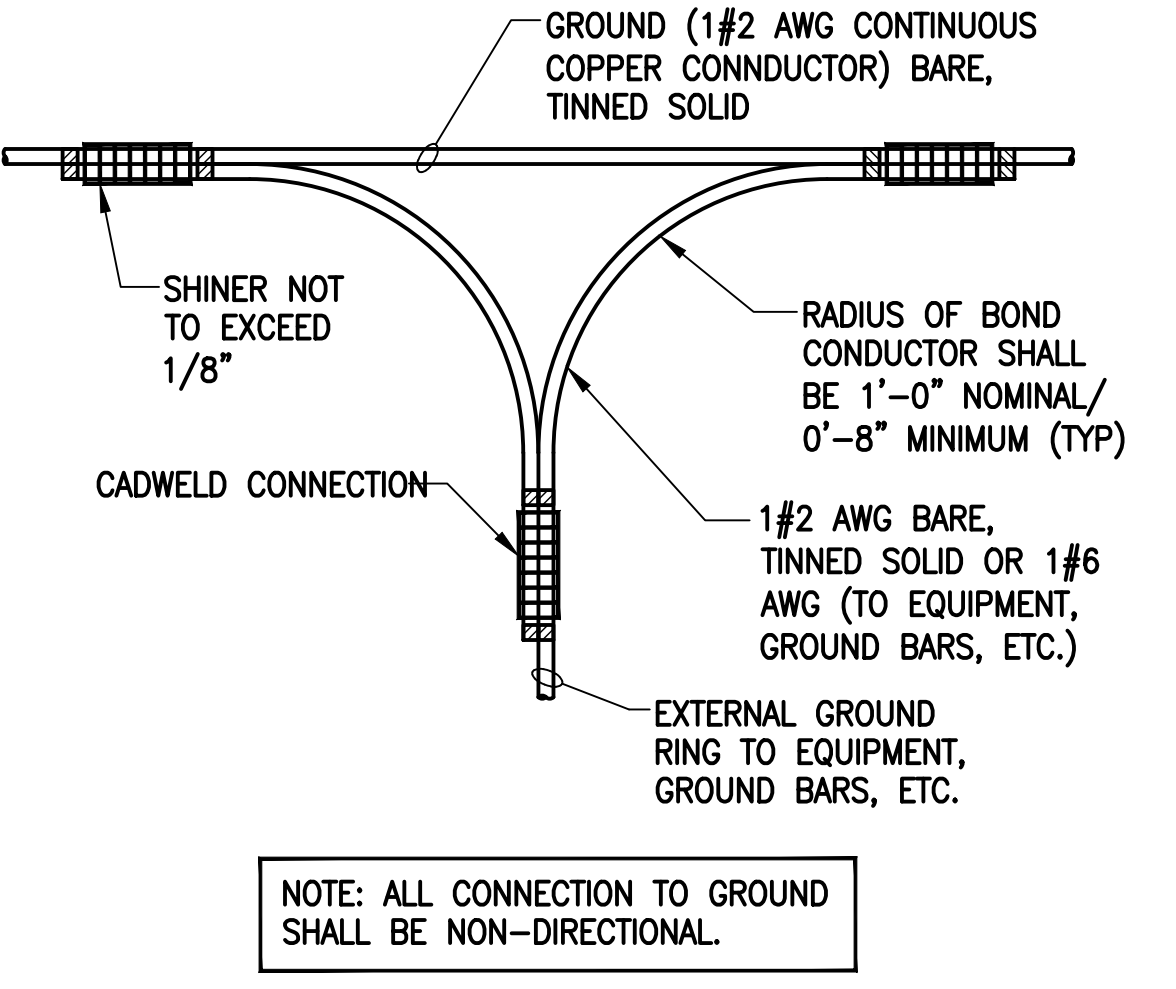 GROUND (1#2 AWG CONTINUOUS
COPPER CONNDUCTOR) BARE,
TINNED SOLID
SHINER NOT
TO EXCEED
1/8"
RADIUS OF BOND
CONDUCTOR SHALL
BE 1'-0" NOMINAL/
0'-8" MINIMUM (TYP)
CADWELD CONNECTION
1#2 AWG BARE,
TINNED SOLID OR 1#6
AWG (TO EQUIPMENT,
GROUND BARS, ETC.)
EXTERNAL GROUND
RING TO EQUIPMENT,
GROUND BARS, ETC.
NOTE: ALL CONNECTION TO GROUND
SHALL BE NON-DIRECTIONAL.